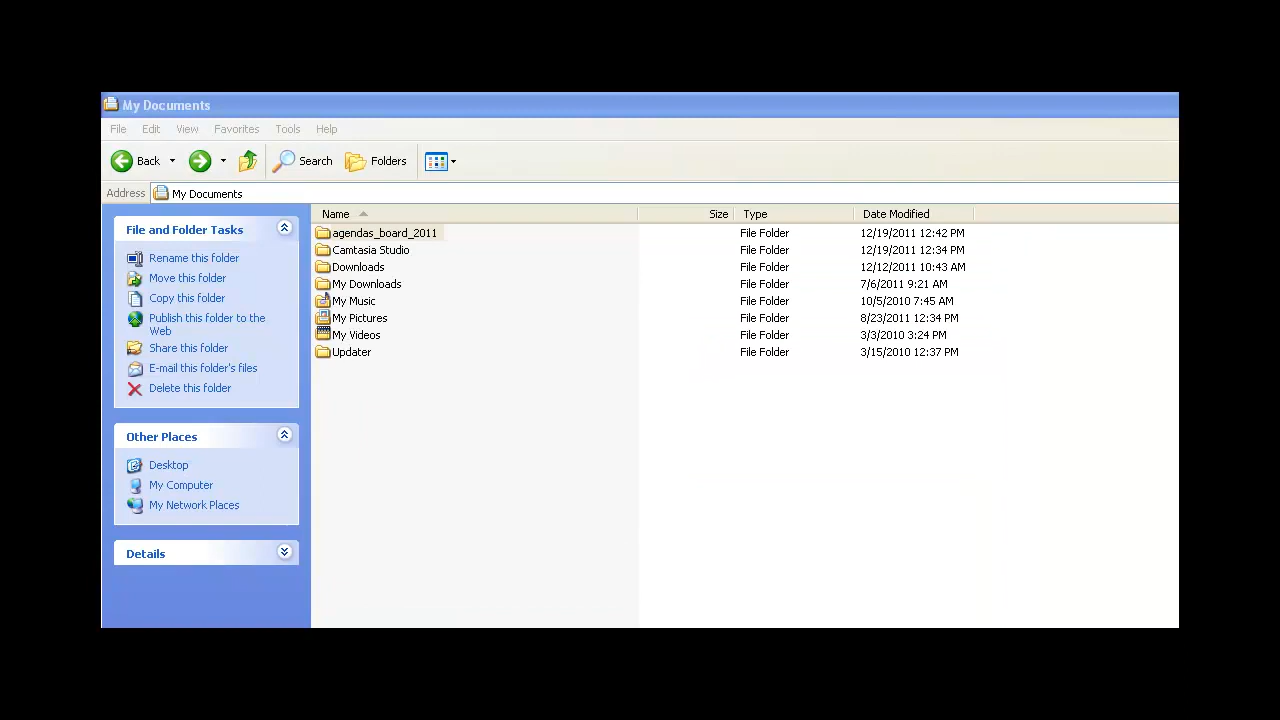 My Documents
File Edit View Favorites Tools Help
Back Search Folders
Address My Documents
File and Folder Tasks
Rename this folder
Move this folder
Copy this folder
Publish this folder to the
Web
Share this folder
E-mail this folder's files
Delete this folder
Other Places
Desktop
My Computer
My Network Places
Details
Name Size Type Date Modified
agendas_board_2011 File Folder 12/19/2011 12:42 PM
Camtasia Studio File Folder 12/19/2011 12:34 PM
Downloads File Folder 12/12/2011 10:43 AM
My Downloads File Folder 7/6/2011 9:21 AM
My Music File Folder 10/5/2010 7:45 AM
My Pictures File Folder 8/23/2011 12:34 PM
My Videos File Folder 3/3/2010 3:24 PM
Updater File Folder 3/15/2010 12:37 PM